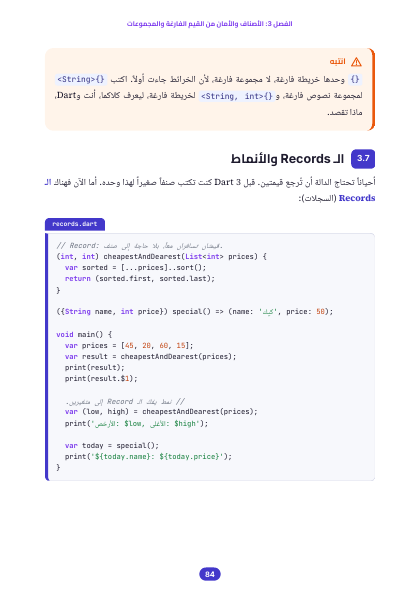 الفصل 3: الأصناف والأمان من القيم الفارغة والمجموعات
انتبه
{} وحدها خريطة فارغة، لا مجموعة فارغة، لأن الخرائط جاءت أولاً. اكتب <String>{}
لمجموعة نصوص فارغة، و <String, int>{} لخريطة فارغة، ليعرف كلاكما، أنت وDart،
ماذا تقصد.
3.7 الـ Records والأنماط
أحياناً تحتاج الدالة أن تُرجع قيمتين. قبل Dart 3 كنت تكتب صنفاً صغيراً لهذا وحده. أما الآن فهناك الـ
Records (السجلات):
records.dart
// Record: قيمتان تسافران معاً، بلا حاجة إلى صنف.
(int, int) cheapestAndDearest(List<int> prices) {
  var sorted = [...prices]..sort();
  return (sorted.first, sorted.last);
}
({String name, int price}) special() => (name: 'كيك', price: 50);
void main() {
  var prices = [45, 20, 60, 15];
  var result = cheapestAndDearest(prices);
  print(result);
  print(result.$1);
  // نمط يفك الـ Record إلى متغيرين.
  var (low, high) = cheapestAndDearest(prices);
  print('الأرخص: $low, الأغلى: $high');
  var today = special();
  print('${today.name}: ${today.price}');
}
84